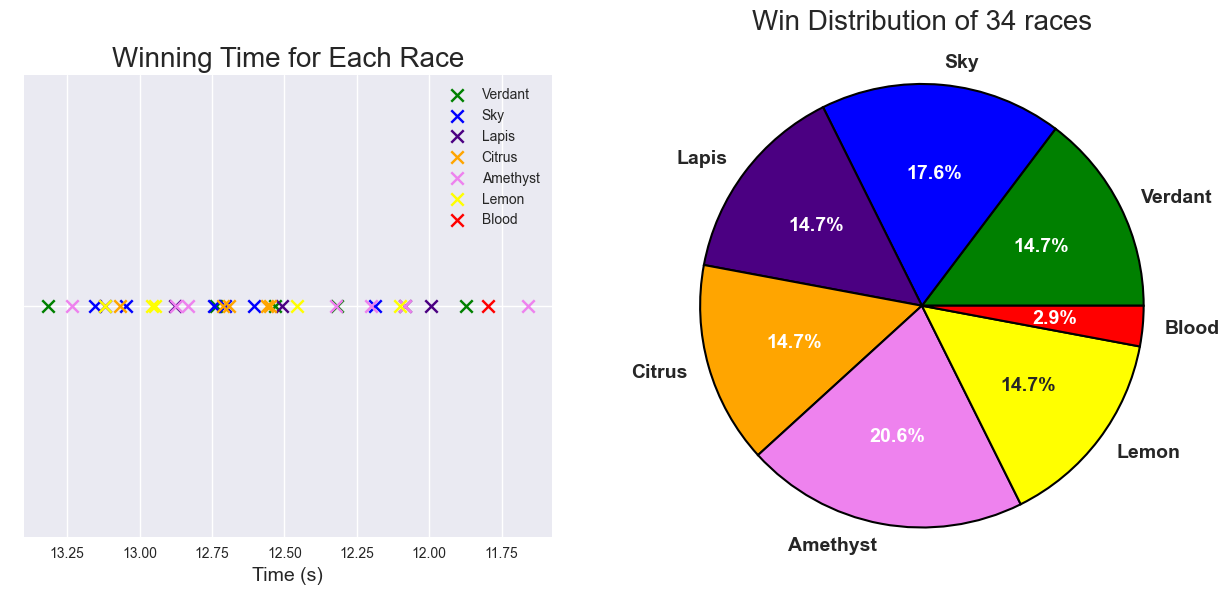 Winning Time for Each Race
Verdant
Sky
Lapis
Citrus
Amethyst
Lemon
Blood
13.25 13.00 12.75 12.50 12.25 12.00 11.75
Time (s)
Win Distribution of 34 races
Sky
Lapis
Verdant
17.6%
14.7%
14.7%
14.7%
2.9%
Blood
Citrus
14.7%
20.6%
Lemon
Amethyst